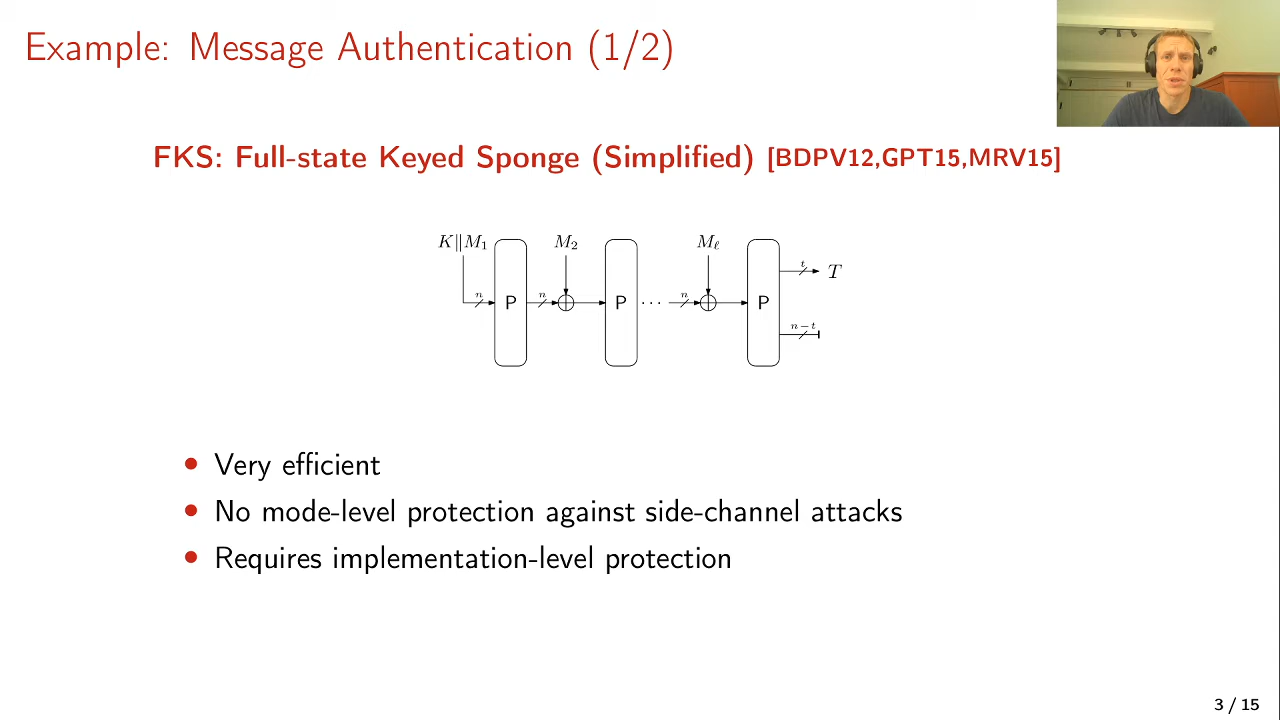 Example: Message Authentication (1/2)
FKS: Full-state Keyed Sponge (Simplified) [BDPV12,GPT15,MRV15]
K∥M₁ M₂ Mℓ
t T
n P n P ··· n P
n − t
• Very efficient
• No mode-level protection against side-channel attacks
• Requires implementation-level protection
3 / 15